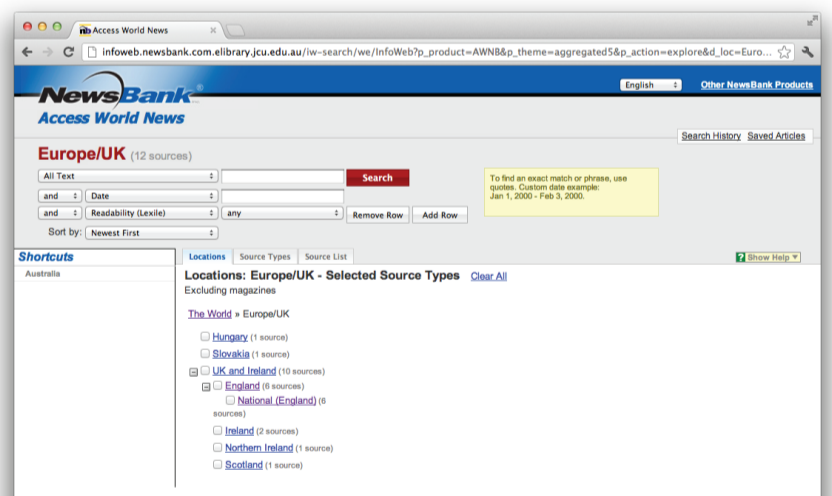 Access World News
infoweb.newsbank.com.elibrary.jcu.edu.au/iw-search/we/InfoWeb?p_product=AWNB&p_theme=aggregated5&p_action=explore&d_loc=Euro...
NewsBank
English
Other NewsBank Products
Access World News
Search History Saved Articles
Europe/UK (12 sources)
All Text
Search
To find an exact match or phrase, use
quotes. Custom date example:
Jan 1, 2000 - Feb 3, 2000.
and Date
and Readability (Lexile) any Remove Row Add Row
Sort by: Newest First
Shortcuts
Australia
Locations Source Types Source List
Show Help
Locations: Europe/UK - Selected Source Types Clear All
Excluding magazines
The World » Europe/UK
Hungary (1 source)
Slovakia (1 source)
UK and Ireland (10 sources)
England (6 sources)
National (England) (6
sources)
Ireland (2 sources)
Northern Ireland (1 source)
Scotland (1 source)